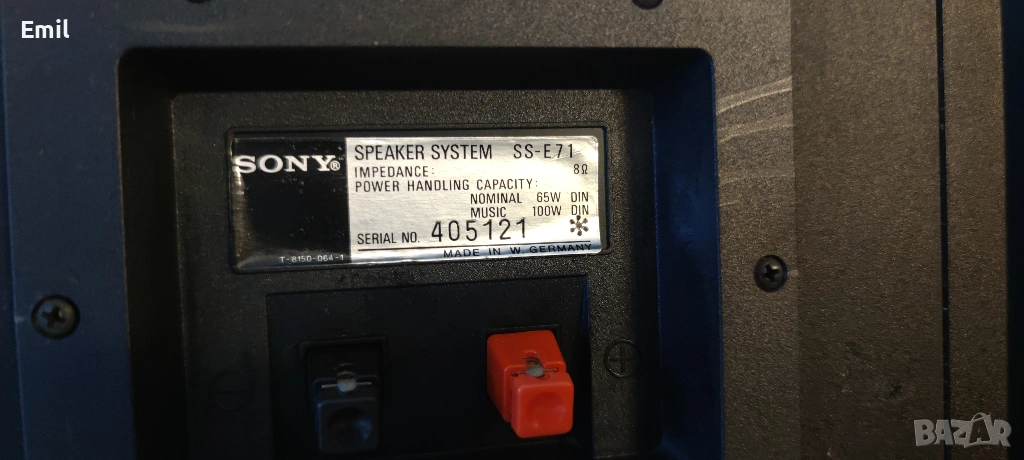 Emil
SONY®
SPEAKER SYSTEM SS-E71
IMPEDANCE: 8Ω
POWER HANDLING CAPACITY:
NOMINAL 65W DIN
MUSIC 100W DIN
SERIAL NO. 405121 *
MADE IN W. GERMANY
T-8150-064-1
BAZAR